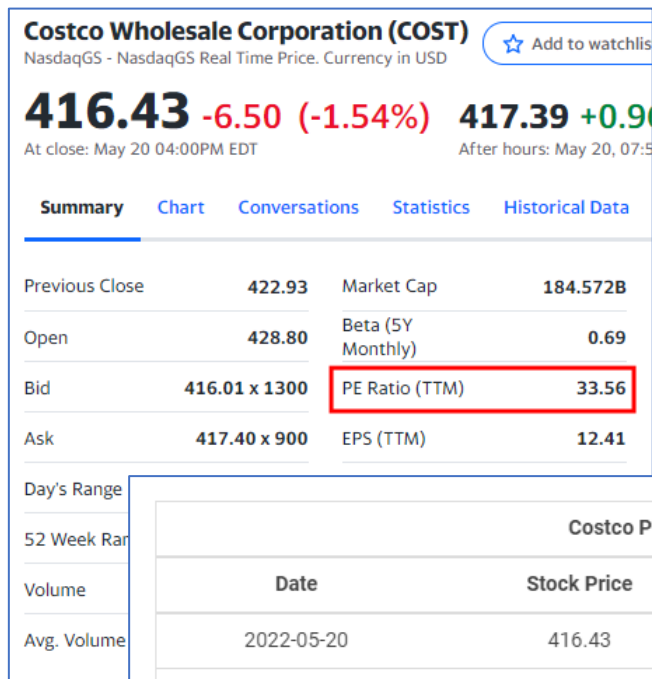 Costco Wholesale Corporation (COST)
NasdaqGS - NasdaqGS Real Time Price. Currency in USD
Add to watchlis
416.43 -6.50 (-1.54%) 417.39 +0.96
At close: May 20 04:00PM EDT After hours: May 20, 07:5
Summary Chart Conversations Statistics Historical Data
Previous Close 422.93 Market Cap 184.572B
Open 428.80 Beta (5Y
Monthly) 0.69
Bid 416.01 x 1300 PE Ratio (TTM) 33.56
Ask 417.40 x 900 EPS (TTM) 12.41
Day's Range
52 Week Ran
Volume
Avg. Volume
Costco P
Date Stock Price
2022-05-20 416.43